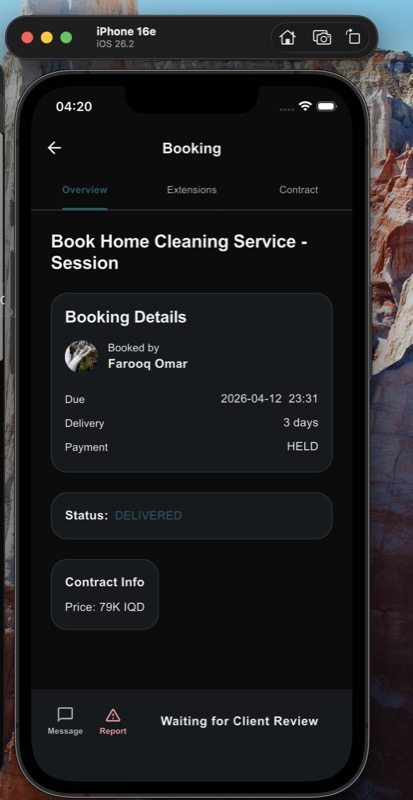 iPhone 16e
iOS 26.2
04:20
Booking
Overview Extensions Contract
Book Home Cleaning Service -
Session
Booking Details
Booked by
Farooq Omar
Due 2026-04-12 23:31
Delivery 3 days
Payment HELD
Status: DELIVERED
Contract Info
Price: 79K IQD
Message Report Waiting for Client Review